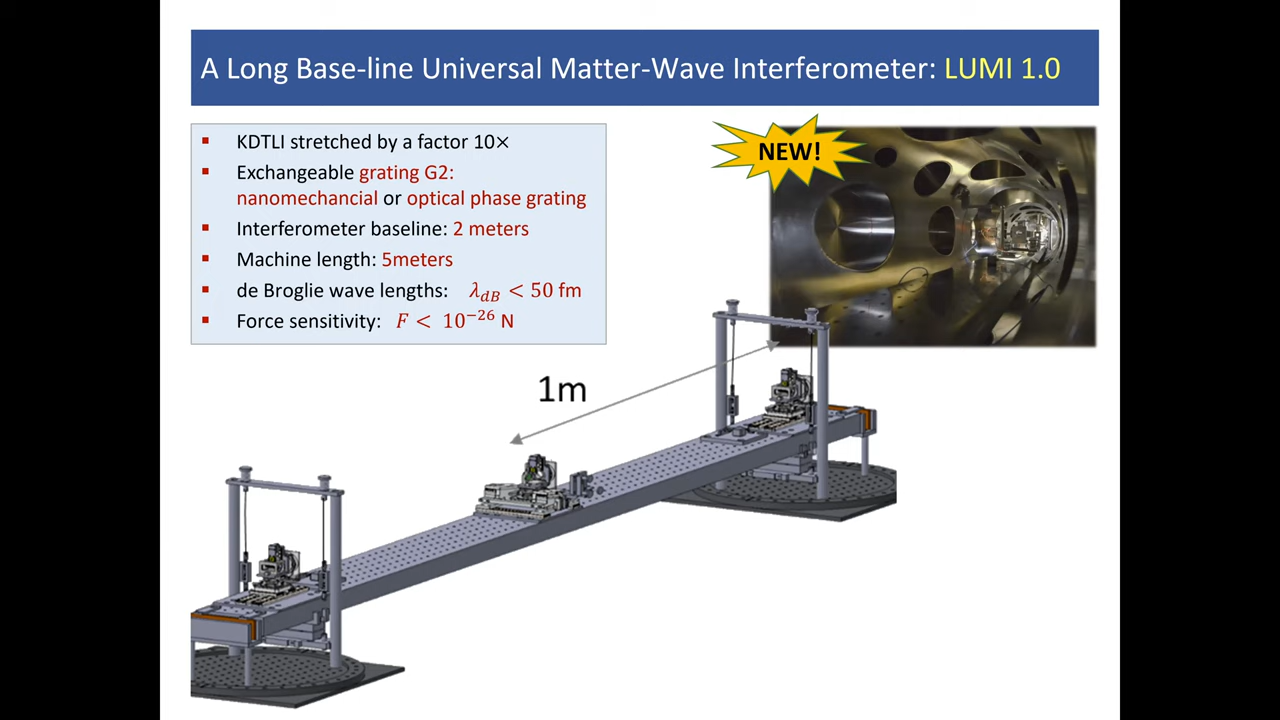 A Long Base-line Universal Matter-Wave Interferometer: LUMI 1.0
▪ KDTLI stretched by a factor 10×
▪ Exchangeable grating G2:
nanomechancial or optical phase grating
▪ Interferometer baseline: 2 meters
▪ Machine length: 5meters
▪ de Broglie wave lengths: λ_dB < 50 fm
▪ Force sensitivity: F < 10⁻²⁶ N
NEW!
1m